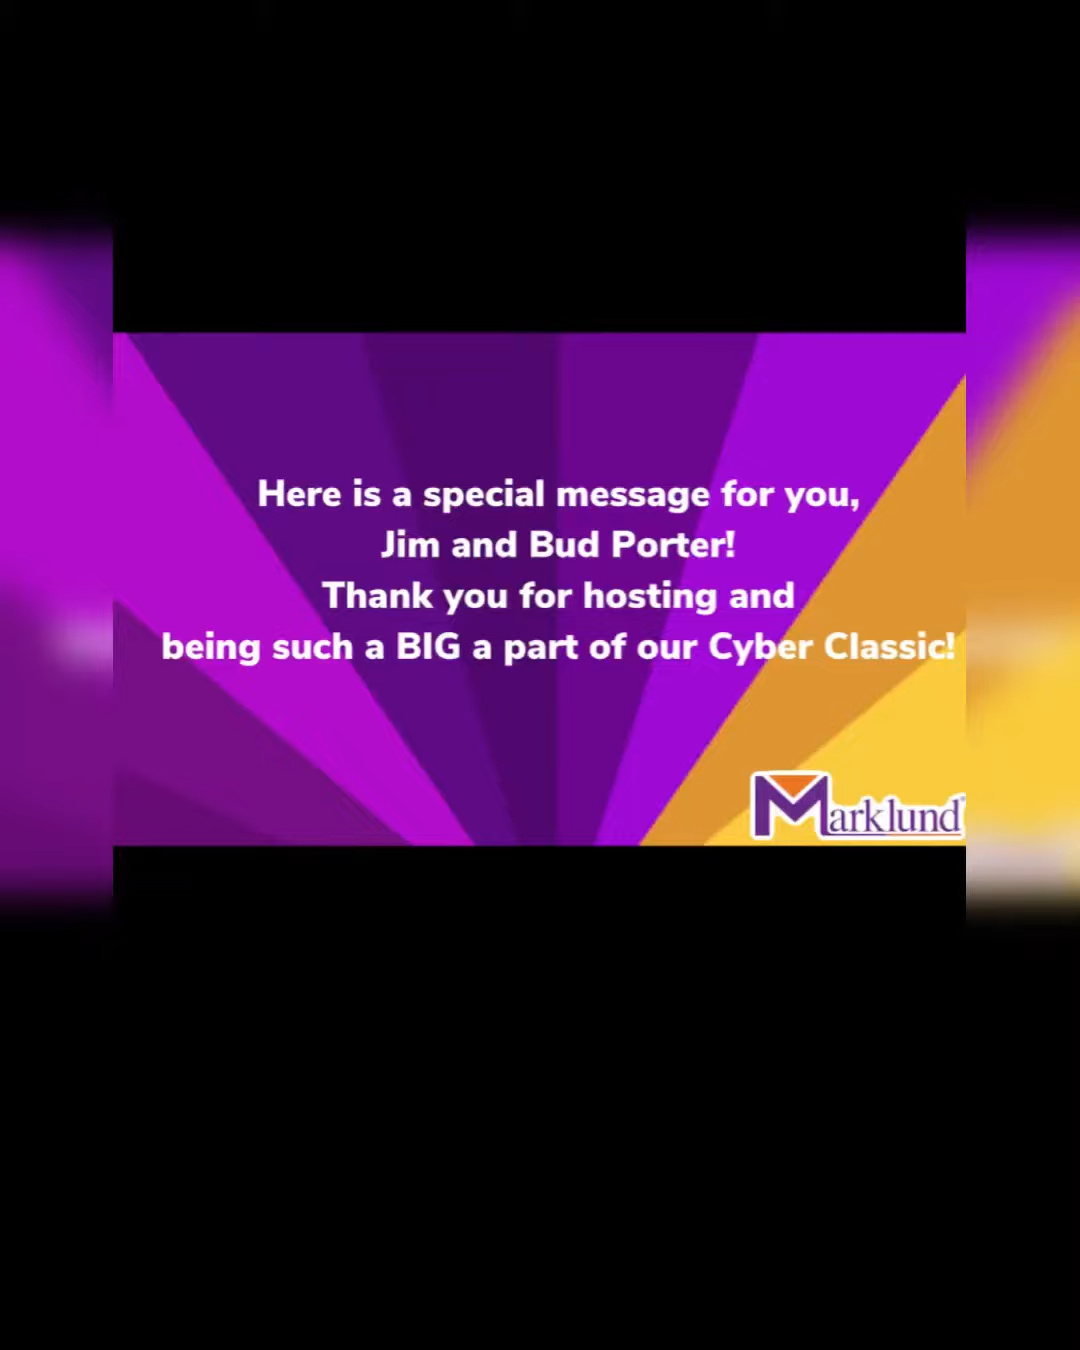 Here is a special message for you,
Jim and Bud Porter!
Thank you for hosting and
being such a BIG a part of our Cyber Classic!
Marklund